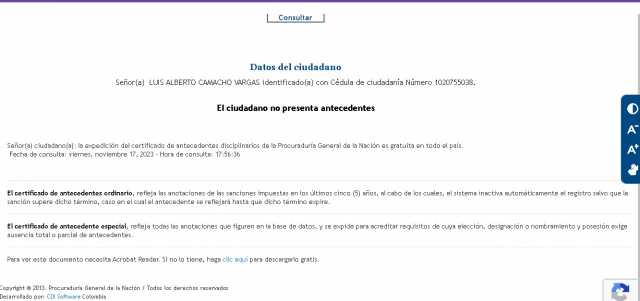 Consultar
Datos del ciudadano
Señor(a) LUIS ALBERTO CAMACHO VARGAS identificado(a) con Cédula de ciudadanía Número 1020755038.
El ciudadano no presenta antecedentes
Señor(a) ciudadano(a): la expedición del certificado de antecedentes disciplinarios de la Procuraduría General de la Nación es gratuita en todo el país.
Fecha de consulta: viernes, noviembre 17, 2023 - Hora de consulta: 17:56:36
El certificado de antecedentes ordinario, refleja las anotaciones de las sanciones impuestas en los últimos cinco (5) años, al cabo de los cuales, el sistema inactiva automáticamente el registro salvo que la
sanción supere dicho término, caso en el cual el antecedente se reflejará hasta que dicho término expire.
El certificado de antecedente especial, refleja todas las anotaciones que figuren en la base de datos, y se expide para acreditar requisitos de cuya elección, designación o nombramiento y posesión exige
ausencia total o parcial de antecedentes.
Para ver este documento necesita Acrobat Reader. Si no lo tiene, haga clic aquí para descargarlo gratis.
Copyright © 2013. Procuraduría General de la Nación / Todos los derechos reservados
Desarrollado por: CDI Software Colombia
A-
A+